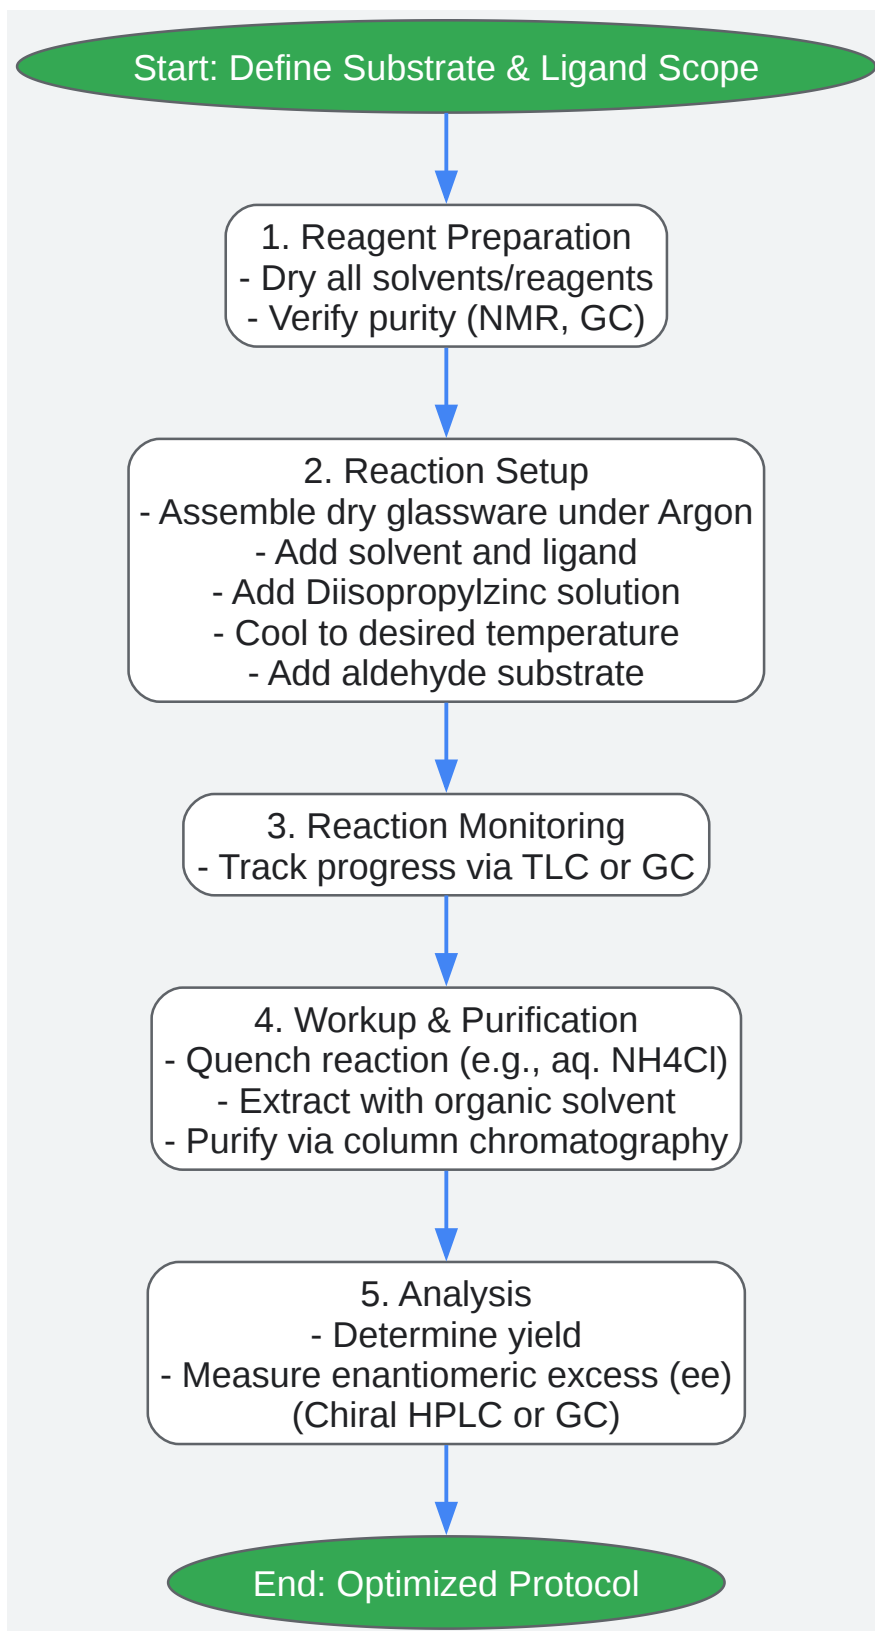 Start: Define Substrate & Ligand Scope
1. Reagent Preparation
- Dry all solvents/reagents
- Verify purity (NMR, GC)
2. Reaction Setup
- Assemble dry glassware under Argon
- Add solvent and ligand
- Add Diisopropylzinc solution
- Cool to desired temperature
- Add aldehyde substrate
3. Reaction Monitoring
- Track progress via TLC or GC
4. Workup & Purification
- Quench reaction (e.g., aq. NH4Cl)
- Extract with organic solvent
- Purify via column chromatography
5. Analysis
- Determine yield
- Measure enantiomeric excess (ee)
(Chiral HPLC or GC)
End: Optimized Protocol